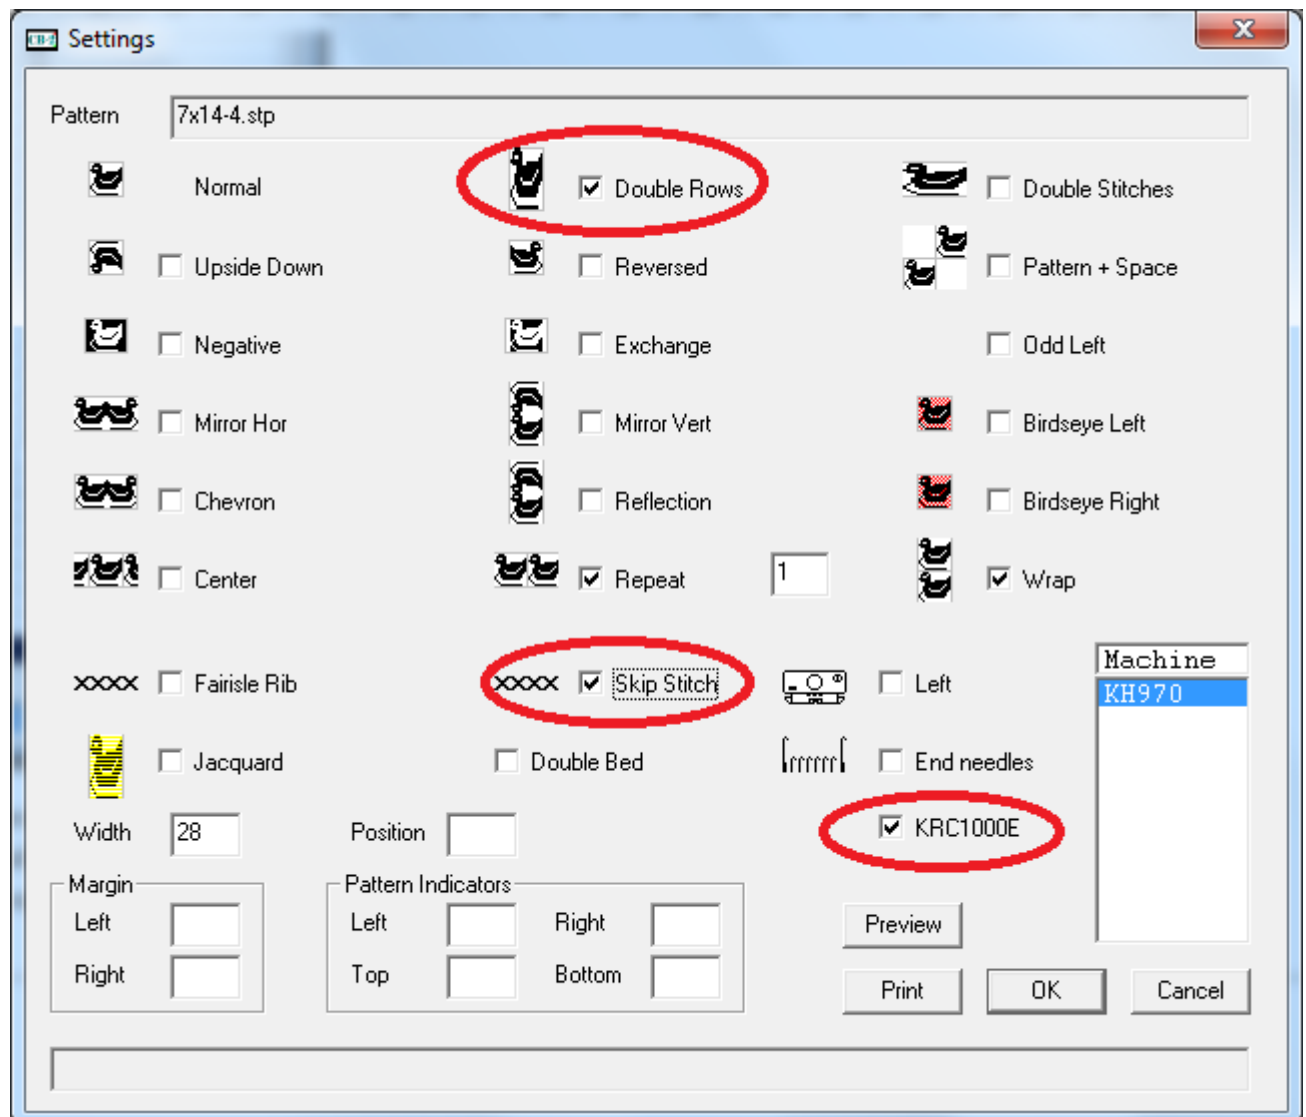 CB-2 Settings
Pattern 7x14-4.stp
Normal Double Rows Double Stitches
Upside Down Reversed Pattern + Space
Negative Exchange Odd Left
Mirror Hor Mirror Vert Birdseye Left
Chevron Reflection Birdseye Right
Center Repeat 1 Wrap
Fairisle Rib Skip Stitch Left
Machine
KH970
Jacquard Double Bed End needles
Width 28 Position KRC1000E
Margin Pattern Indicators
Left Left Right Preview
Right Top Bottom Print OK Cancel